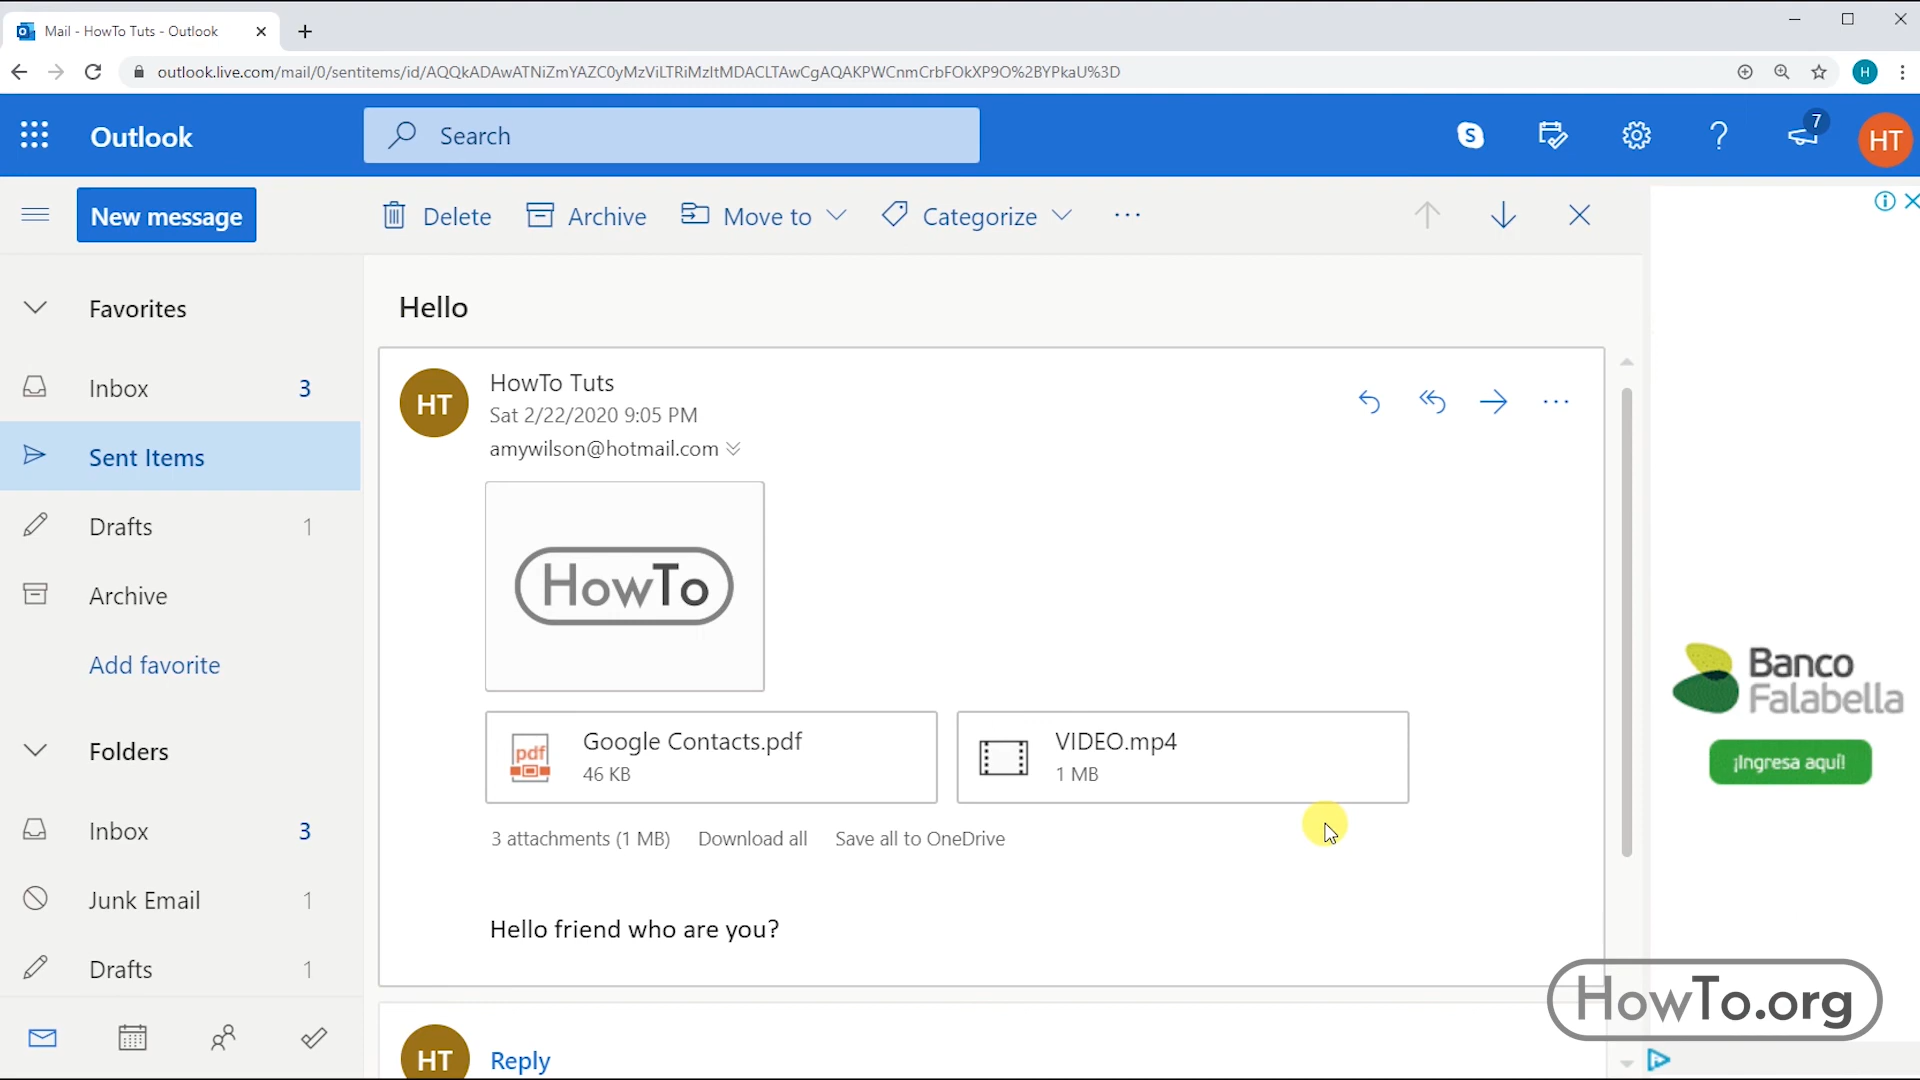 Mail - HowTo Tuts - Outlook
outlook.live.com/mail/0/sentitems/id/AQQkADAwATNiZmYAZC0yMzViLTRiMzItMDACLTAwCgAQAKPWCnmCrbFOkXP9O%2BYPkaU%3D
H
Outlook
Search
7
HT
New message
Delete
Archive
Move to
Categorize
Favorites
Inbox 3
Sent Items
Drafts 1
Archive
Add favorite
Folders
Inbox 3
Junk Email 1
Drafts 1
Hello
HT
HowTo Tuts
Sat 2/22/2020 9:05 PM
amywilson@hotmail.com
HowTo
pdf
Google Contacts.pdf
46 KB
VIDEO.mp4
1 MB
3 attachments (1 MB) Download all Save all to OneDrive
Hello friend who are you?
HT
Reply
Banco
Falabella
¡Ingresa aquí!
HowTo.org